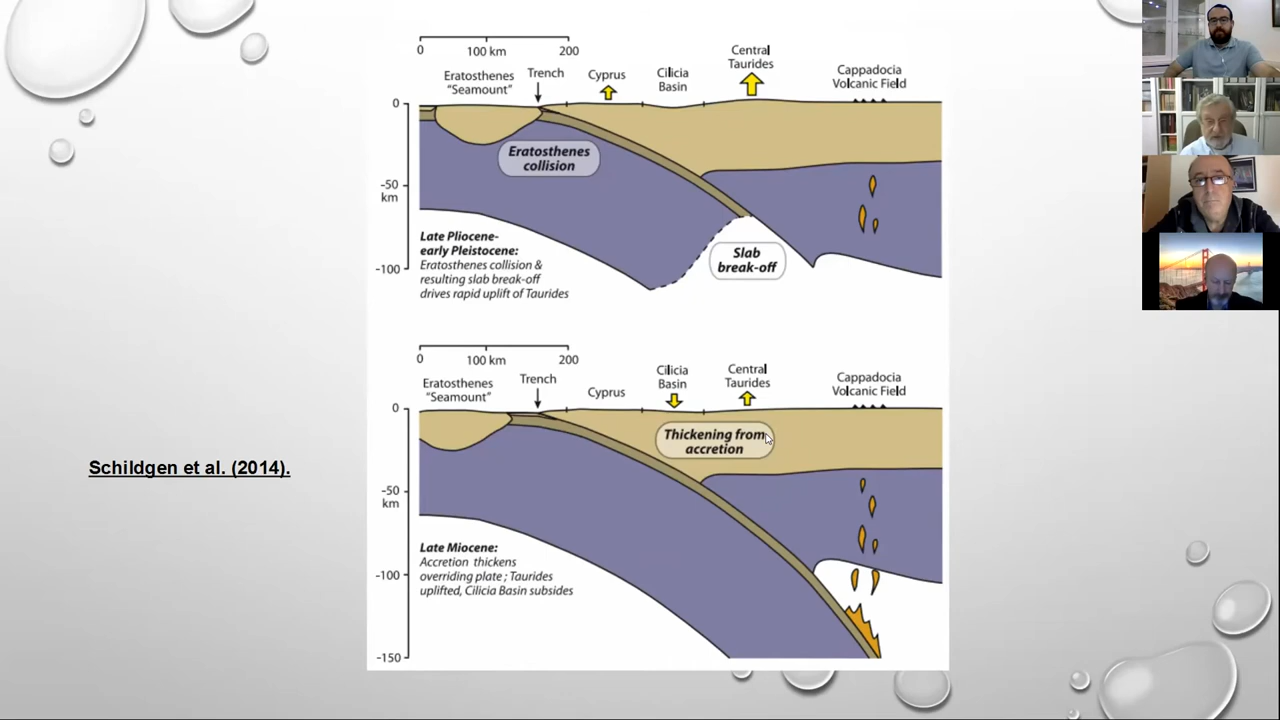 0
100 km
200
Eratosthenes
"Seamount"
Trench
Cyprus
Cilicia
Basin
Central
Taurides
Cappadocia
Volcanic Field
0
-50
km
-100
Eratosthenes
collision
Late Pliocene-
early Pleistocene:
Eratosthenes collision &
resulting slab break-off
drives rapid uplift of Taurides
Slab
break-off
0
100 km
200
Eratosthenes
"Seamount"
Trench
Cyprus
Cilicia
Basin
Central
Taurides
Cappadocia
Volcanic Field
0
-50
km
-100
-150
Thickening from
accretion
Late Miocene:
Accretion thickens
overriding plate ; Taurides
uplifted, Cilicia Basin subsides
Schildgen et al. (2014).